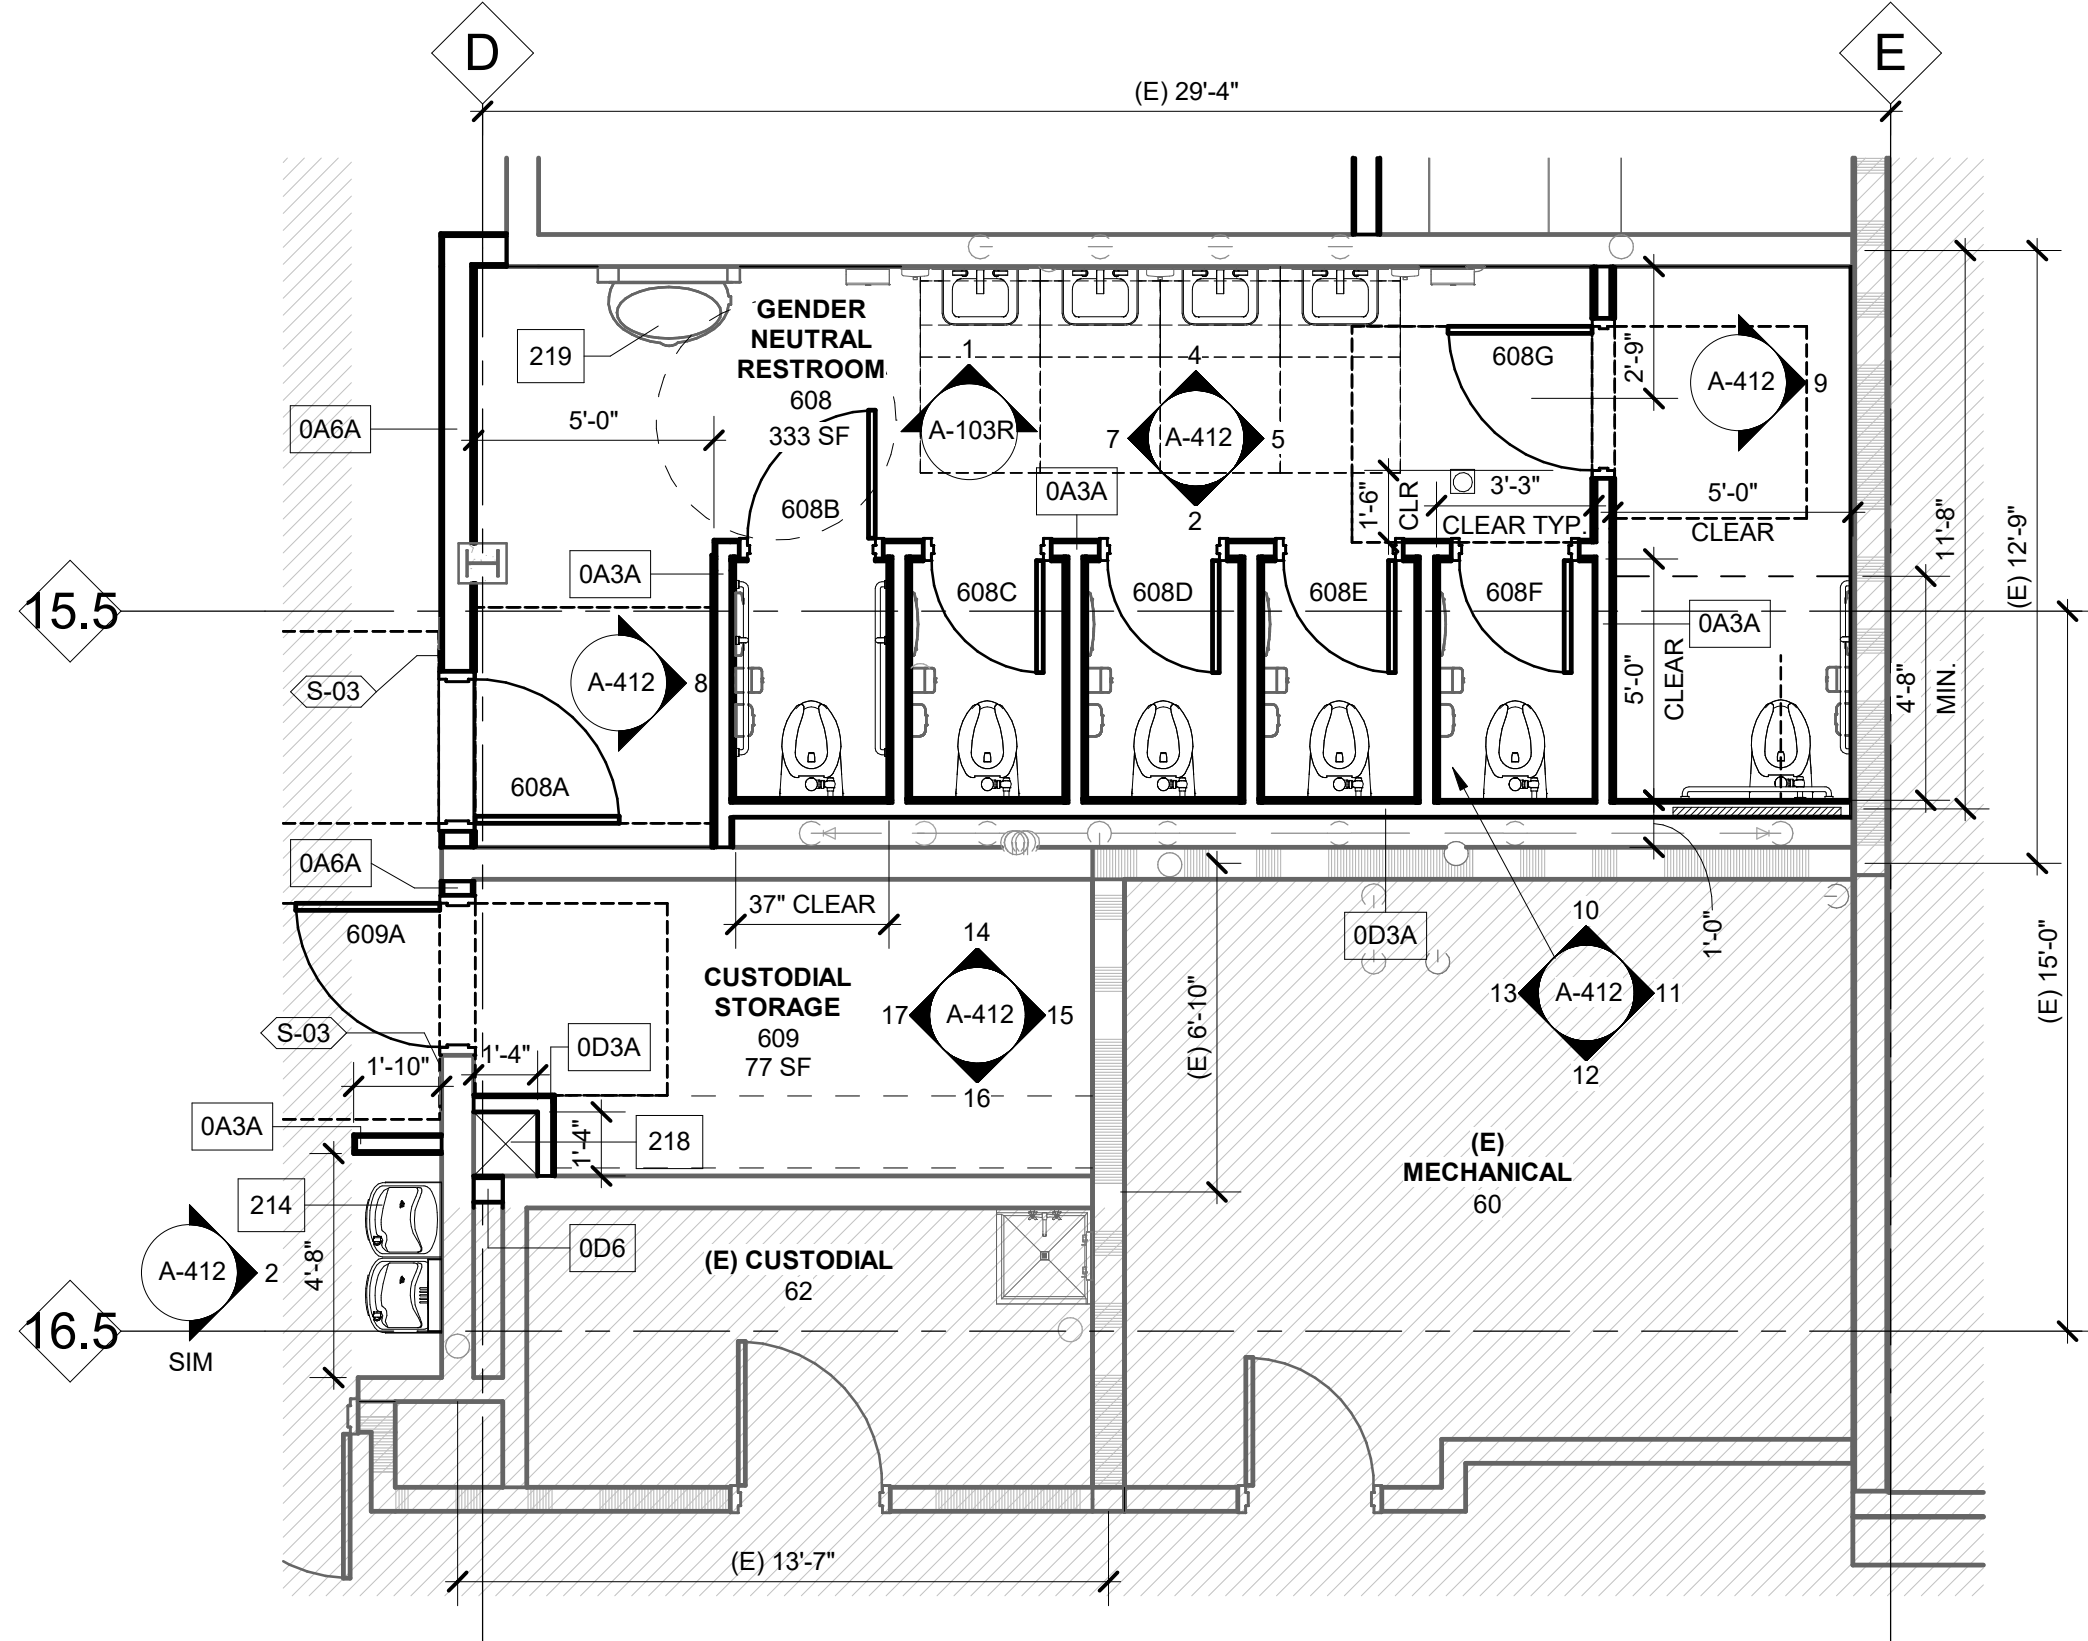 D
E
(E) 29'-4"
GENDER
NEUTRAL
RESTROOM
608
333 SF
219
1
A-103R
4
7
A-412
5
2
608G
2'-9"
A-412
9
0A6A
5'-0"
608B
0A3A
1'-6"
CLR
3'-3"
CLEAR TYP.
5'-0"
CLEAR
11'-8"
MIN.
(E) 12'-9"
15.5
0A3A
608C
608D
608E
608F
0A3A
S-03
A-412
8
5'-0"
CLEAR
4'-8"
608A
0A6A
37" CLEAR
609A
0D3A
1'-0"
10
13
A-412
11
12
(E) 15'-0"
CUSTODIAL
STORAGE
609
77 SF
14
17
A-412
15
16
(E) 6'-10"
S-03
1'-10"
1'-4"
0D3A
0A3A
1'-4"
218
(E)
MECHANICAL
60
214
A-412
2
SIM
4'-8"
0D6
(E) CUSTODIAL
62
16.5
(E) 13'-7"